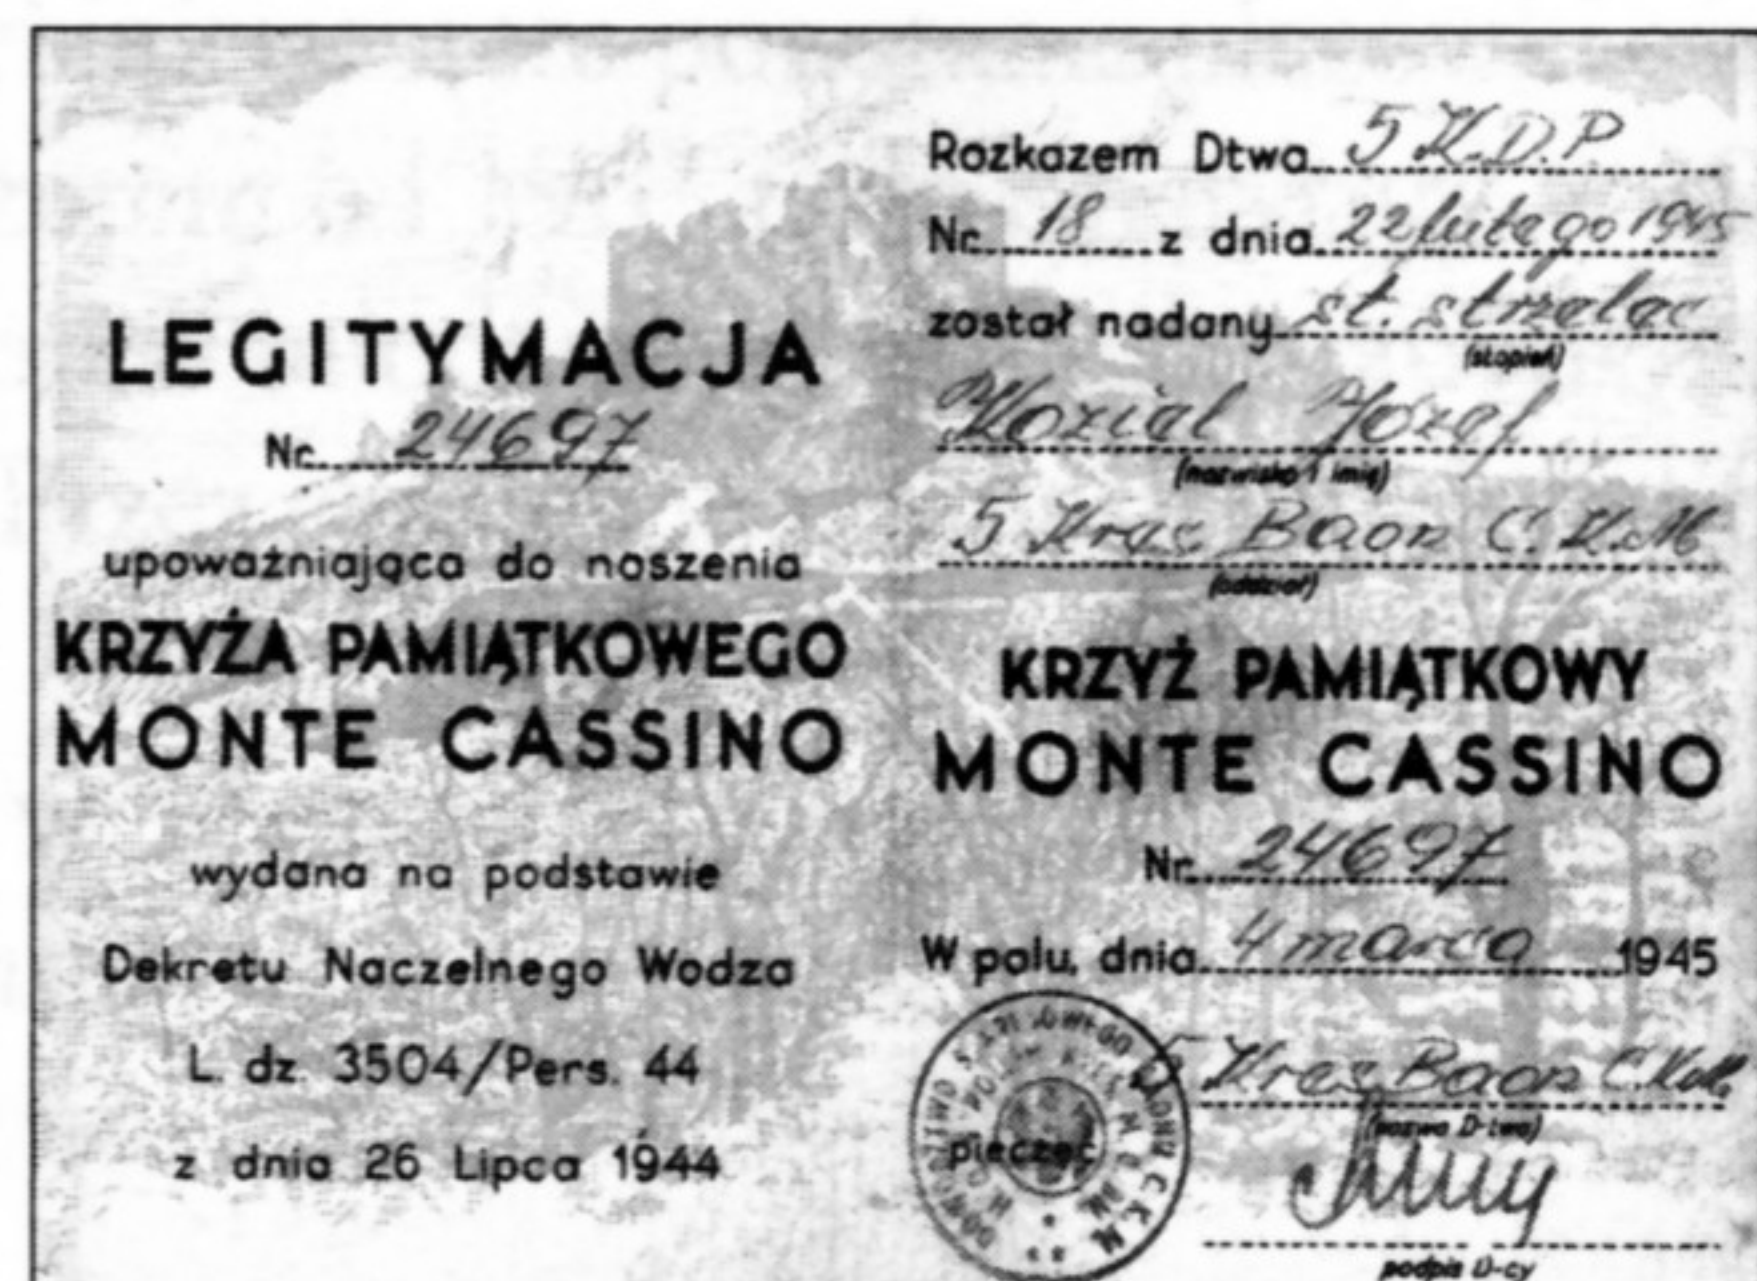 LEGITYMACJA
Nr. 24697
upoważniająca do noszenia
KRZYŻA PAMIĄTKOWEGO
MONTE CASSINO
wydana na podstawie
Dekretu Naczelnego Wodza
L. dz. 3504/Pers. 44
z dnia 26 Lipca 1944
Rozkazem Dtwa 5 K.D.P
Nr. 18 z dnia 22 lutego 1945
został nadany st. strzelec
(stopień)
Kozioł Józef
(nazwisko i imię)
5 Kres Baon C.K.M
(oddział)
KRZYŻ PAMIĄTKOWY
MONTE CASSINO
Nr. 24697
W polu, dnia 4 marca 1945
5 Kres Baon C.K.M.
(nazwa D-twa)
pieczęć
podpis D-cy